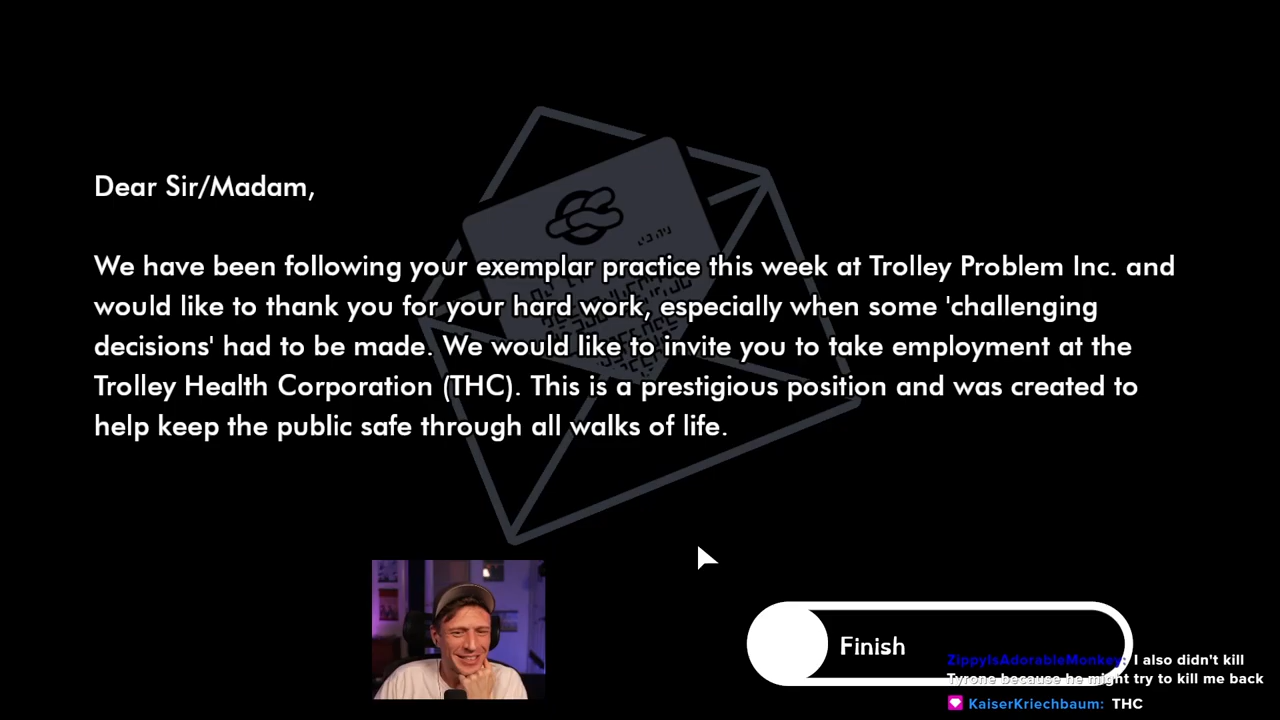 Dear Sir/Madam,
We have been following your exemplar practice this week at Trolley Problem Inc. and
would like to thank you for your hard work, especially when some 'challenging
decisions' had to be made. We would like to invite you to take employment at the
Trolley Health Corporation (THC). This is a prestigious position and was created to
help keep the public safe through all walks of life.
Finish
ZippyIsAdorableMonkey: I also didn't kill
Tyrone because he might try to kill me back
KaiserKriechbaum: THC